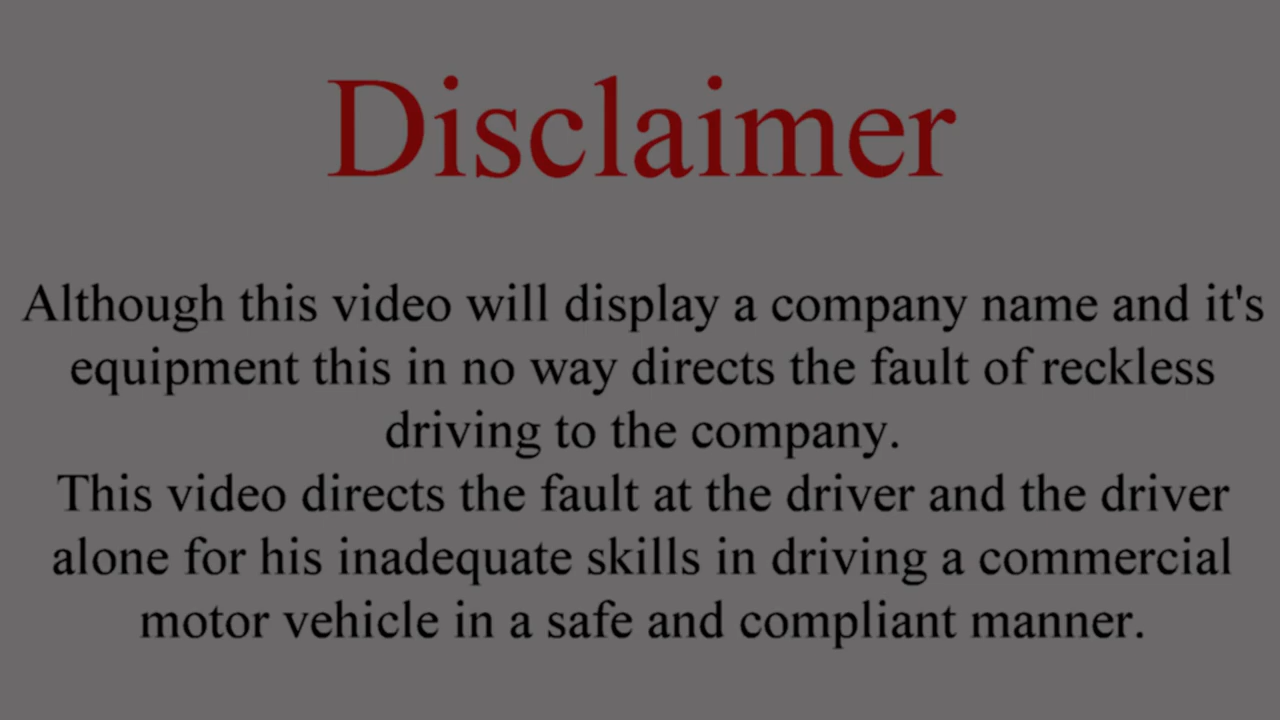 Disclaimer
Although this video will display a company name and it's
equipment this in no way directs the fault of reckless
driving to the company.
This video directs the fault at the driver and the driver
alone for his inadequate skills in driving a commercial
motor vehicle in a safe and compliant manner.